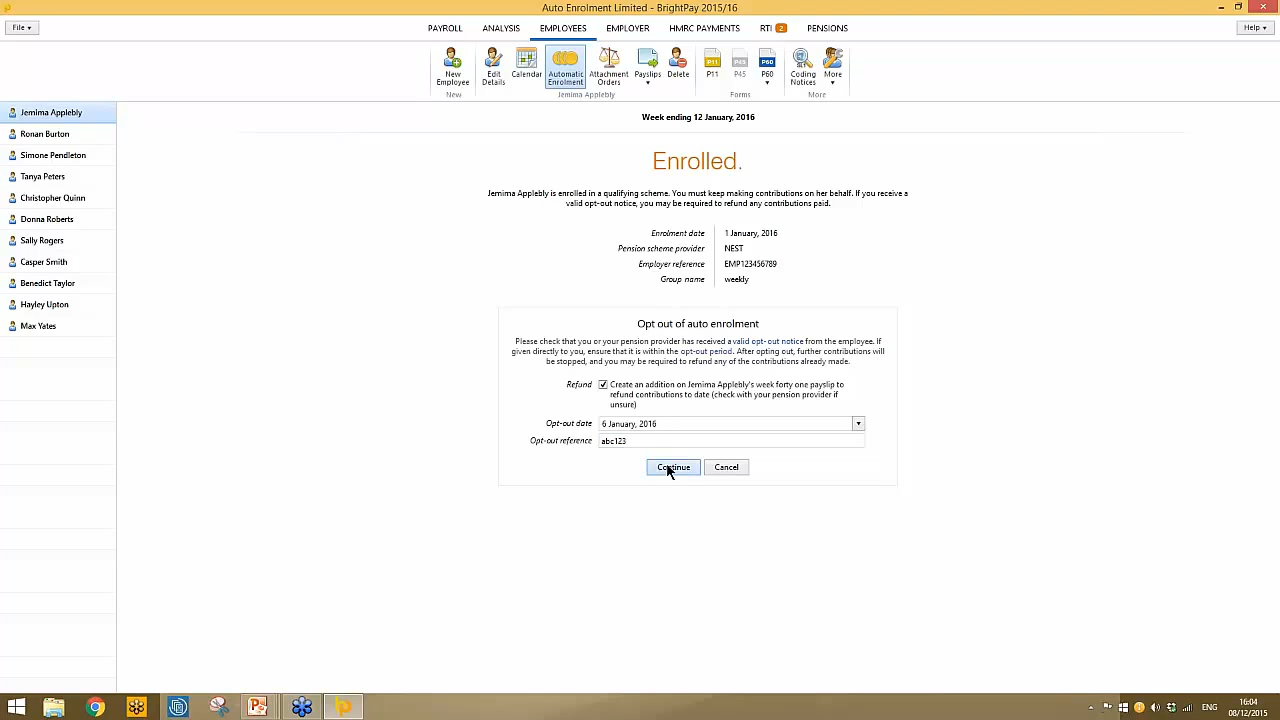 Auto Enrolment Limited - BrightPay 2015/16
File
PAYROLL ANALYSIS EMPLOYEES EMPLOYER HMRC PAYMENTS RTI 2 PENSIONS
Help
New Employee
Edit Details
Calendar
Automatic Enrolment
Attachment Orders
Payslips
Delete
P11
P45
P60
Coding Notices
More
New
Jemima Applebly
Forms
More
Jemima Applebly
Ronan Burton
Simone Pendleton
Tanya Peters
Christopher Quinn
Donna Roberts
Sally Rogers
Casper Smith
Benedict Taylor
Hayley Upton
Max Yates
Week ending 12 January, 2016
Enrolled.
Jemima Applebly is enrolled in a qualifying scheme. You must keep making contributions on her behalf. If you receive a
valid opt-out notice, you may be required to refund any contributions paid.
Enrolment date 1 January, 2016
Pension scheme provider NEST
Employer reference EMP123456789
Group name weekly
Opt out of auto enrolment
Please check that you or your pension provider has received a valid opt-out notice from the employee. If
given directly to you, ensure that it is within the opt-out period. After opting out, further contributions will
be stopped, and you may be required to refund any of the contributions already made.
Refund Create an addition on Jemima Applebly's week forty one payslip to
refund contributions to date (check with your pension provider if
unsure)
Opt-out date 6 January, 2016
Opt-out reference abc123
Continue Cancel
P11 P45 P60
ENG
16:04
08/12/2015